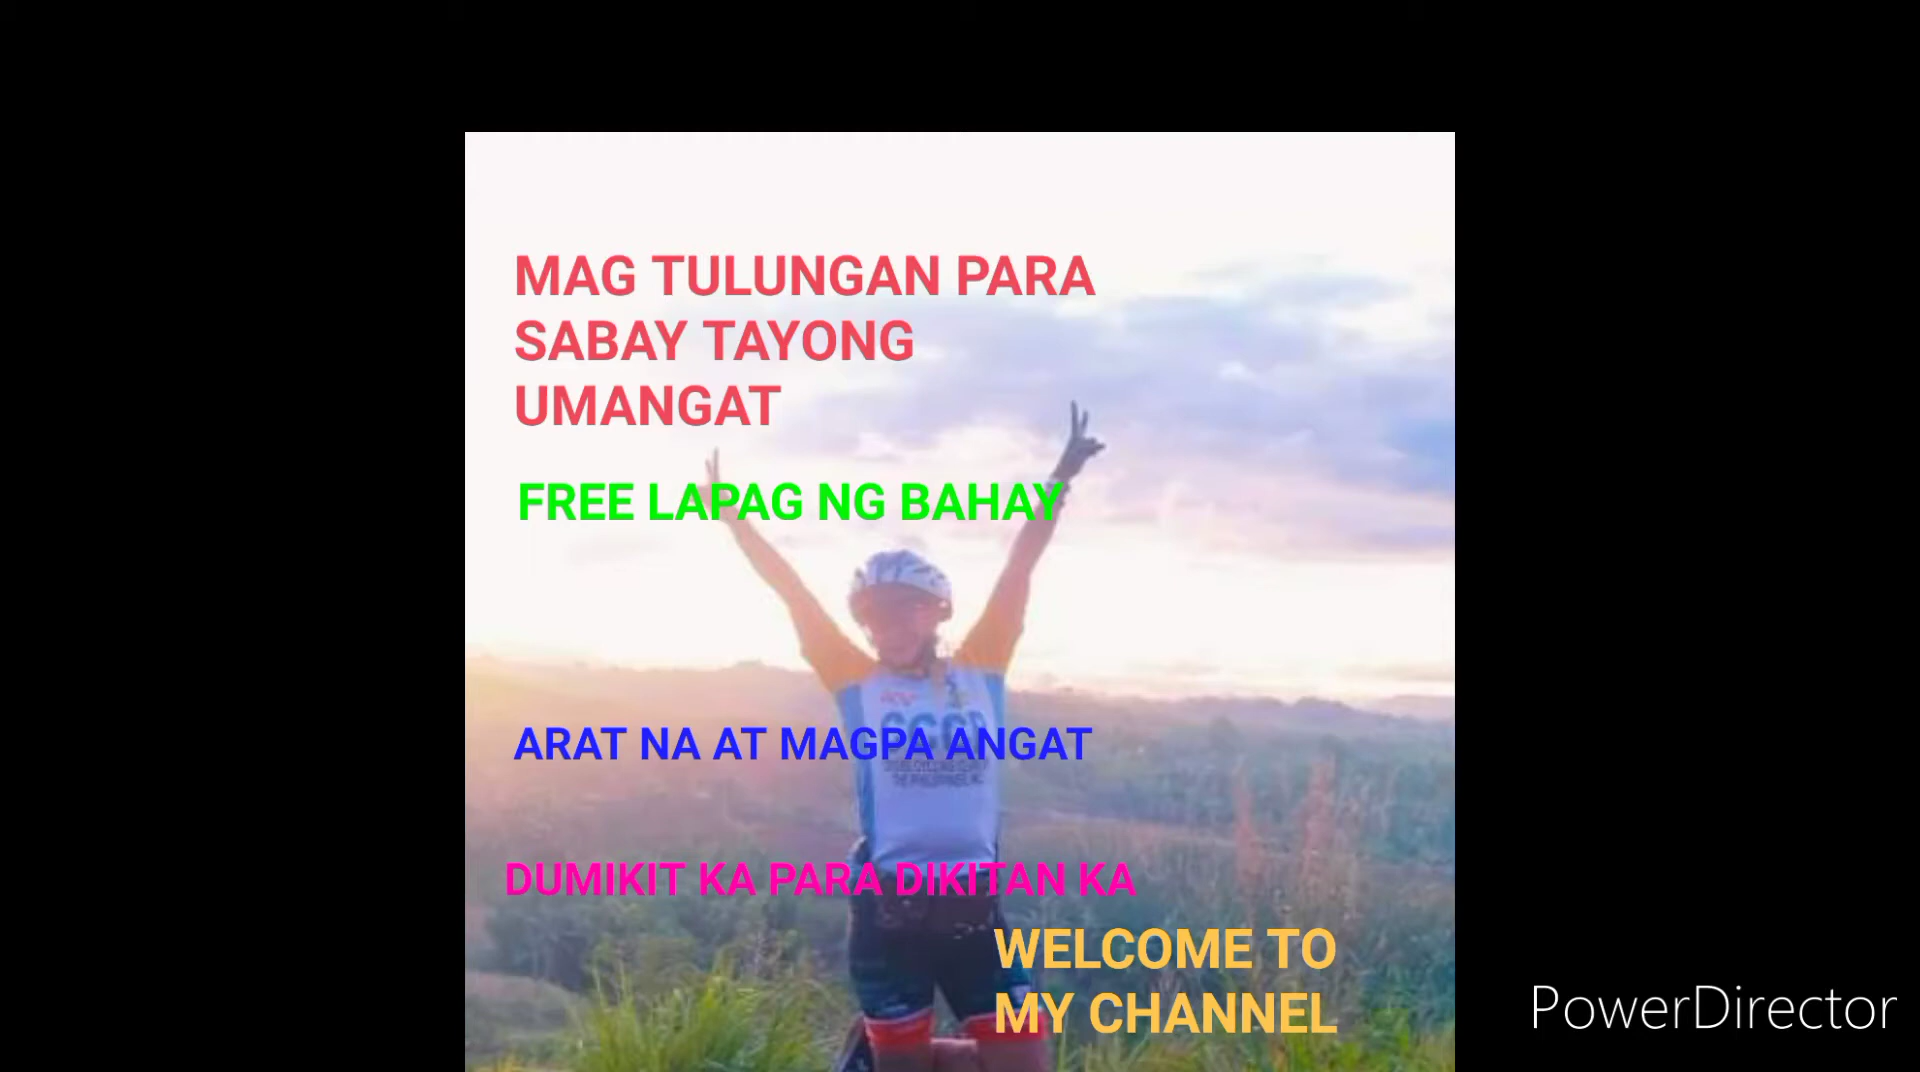 MAG TULUNGAN PARA
SABAY TAYONG
UMANGAT
FREE LAPAG NG BAHAY
ARAT NA AT MAGPA ANGAT
DUMIKIT KA PARA DIKITAN KA
WELCOME TO
MY CHANNEL
PowerDirector